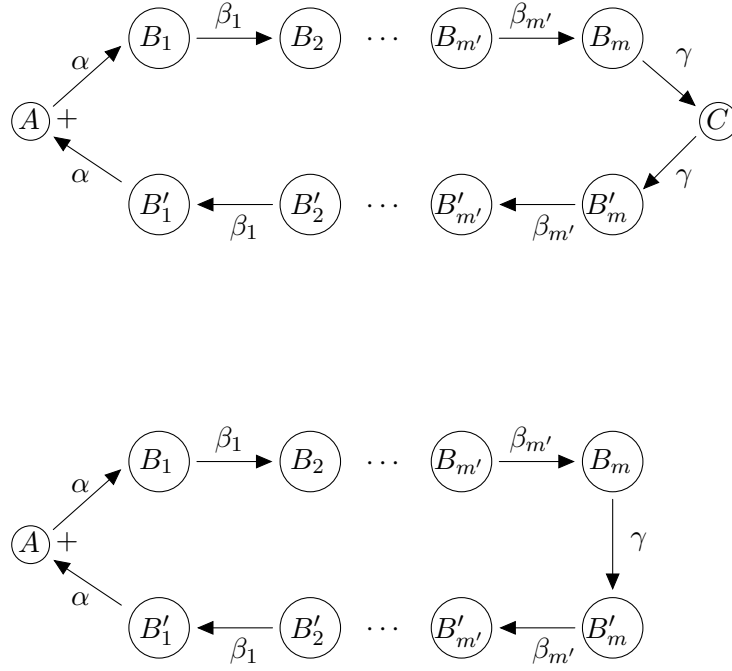 B₁ β₁ B₂ ⋯ Bₘ′ βₘ′ Bₘ
α γ
A + C
α γ
B′₁ β₁ B′₂ ⋯ B′ₘ′ βₘ′ B′ₘ
B₁ β₁ B₂ ⋯ Bₘ′ βₘ′ Bₘ
α
A + γ
α
B′₁ β₁ B′₂ ⋯ B′ₘ′ βₘ′ B′ₘ